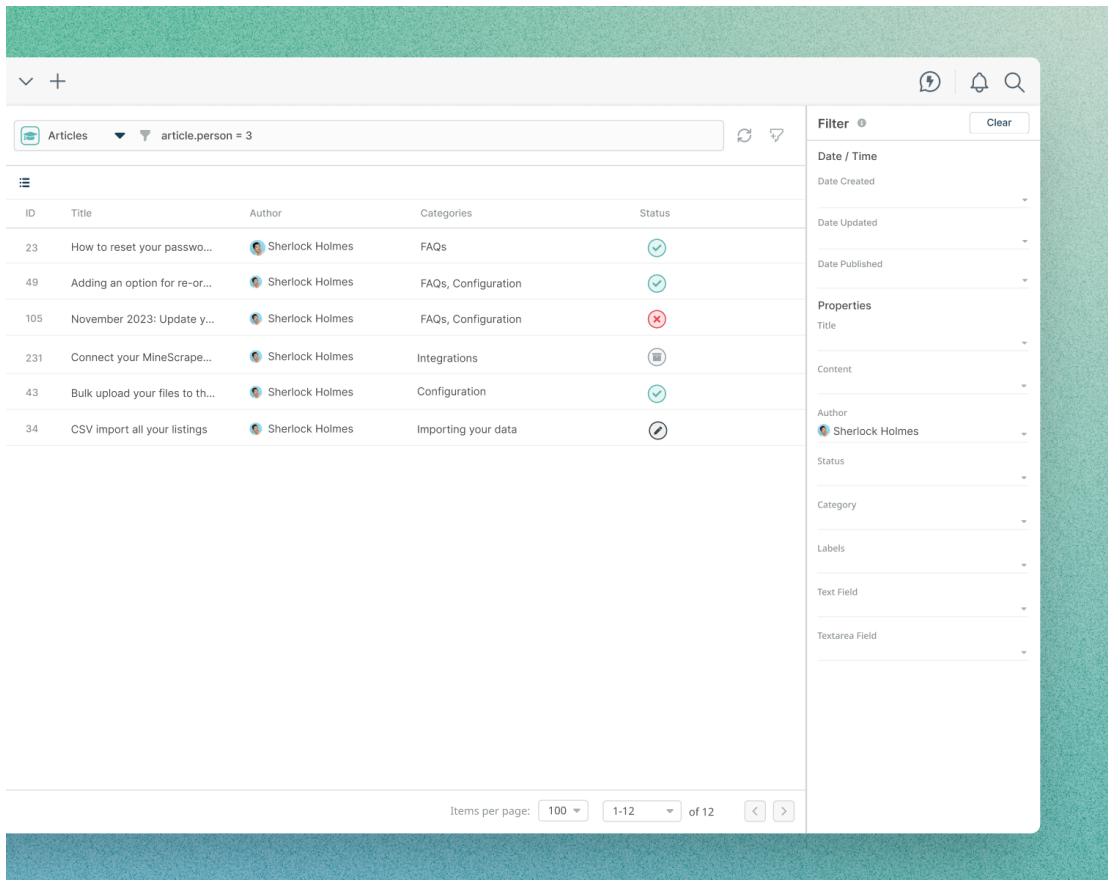 Articles article.person = 3
ID Title Author Categories Status
23 How to reset your passwo... Sherlock Holmes FAQs
49 Adding an option for re-or... Sherlock Holmes FAQs, Configuration
105 November 2023: Update y... Sherlock Holmes FAQs, Configuration
231 Connect your MineScrape... Sherlock Holmes Integrations
43 Bulk upload your files to th... Sherlock Holmes Configuration
34 CSV import all your listings Sherlock Holmes Importing your data
Items per page: 100 1-12 of 12
Filter Clear
Date / Time
Date Created
Date Updated
Date Published
Properties
Title
Content
Author
Sherlock Holmes
Status
Category
Labels
Text Field
Textarea Field